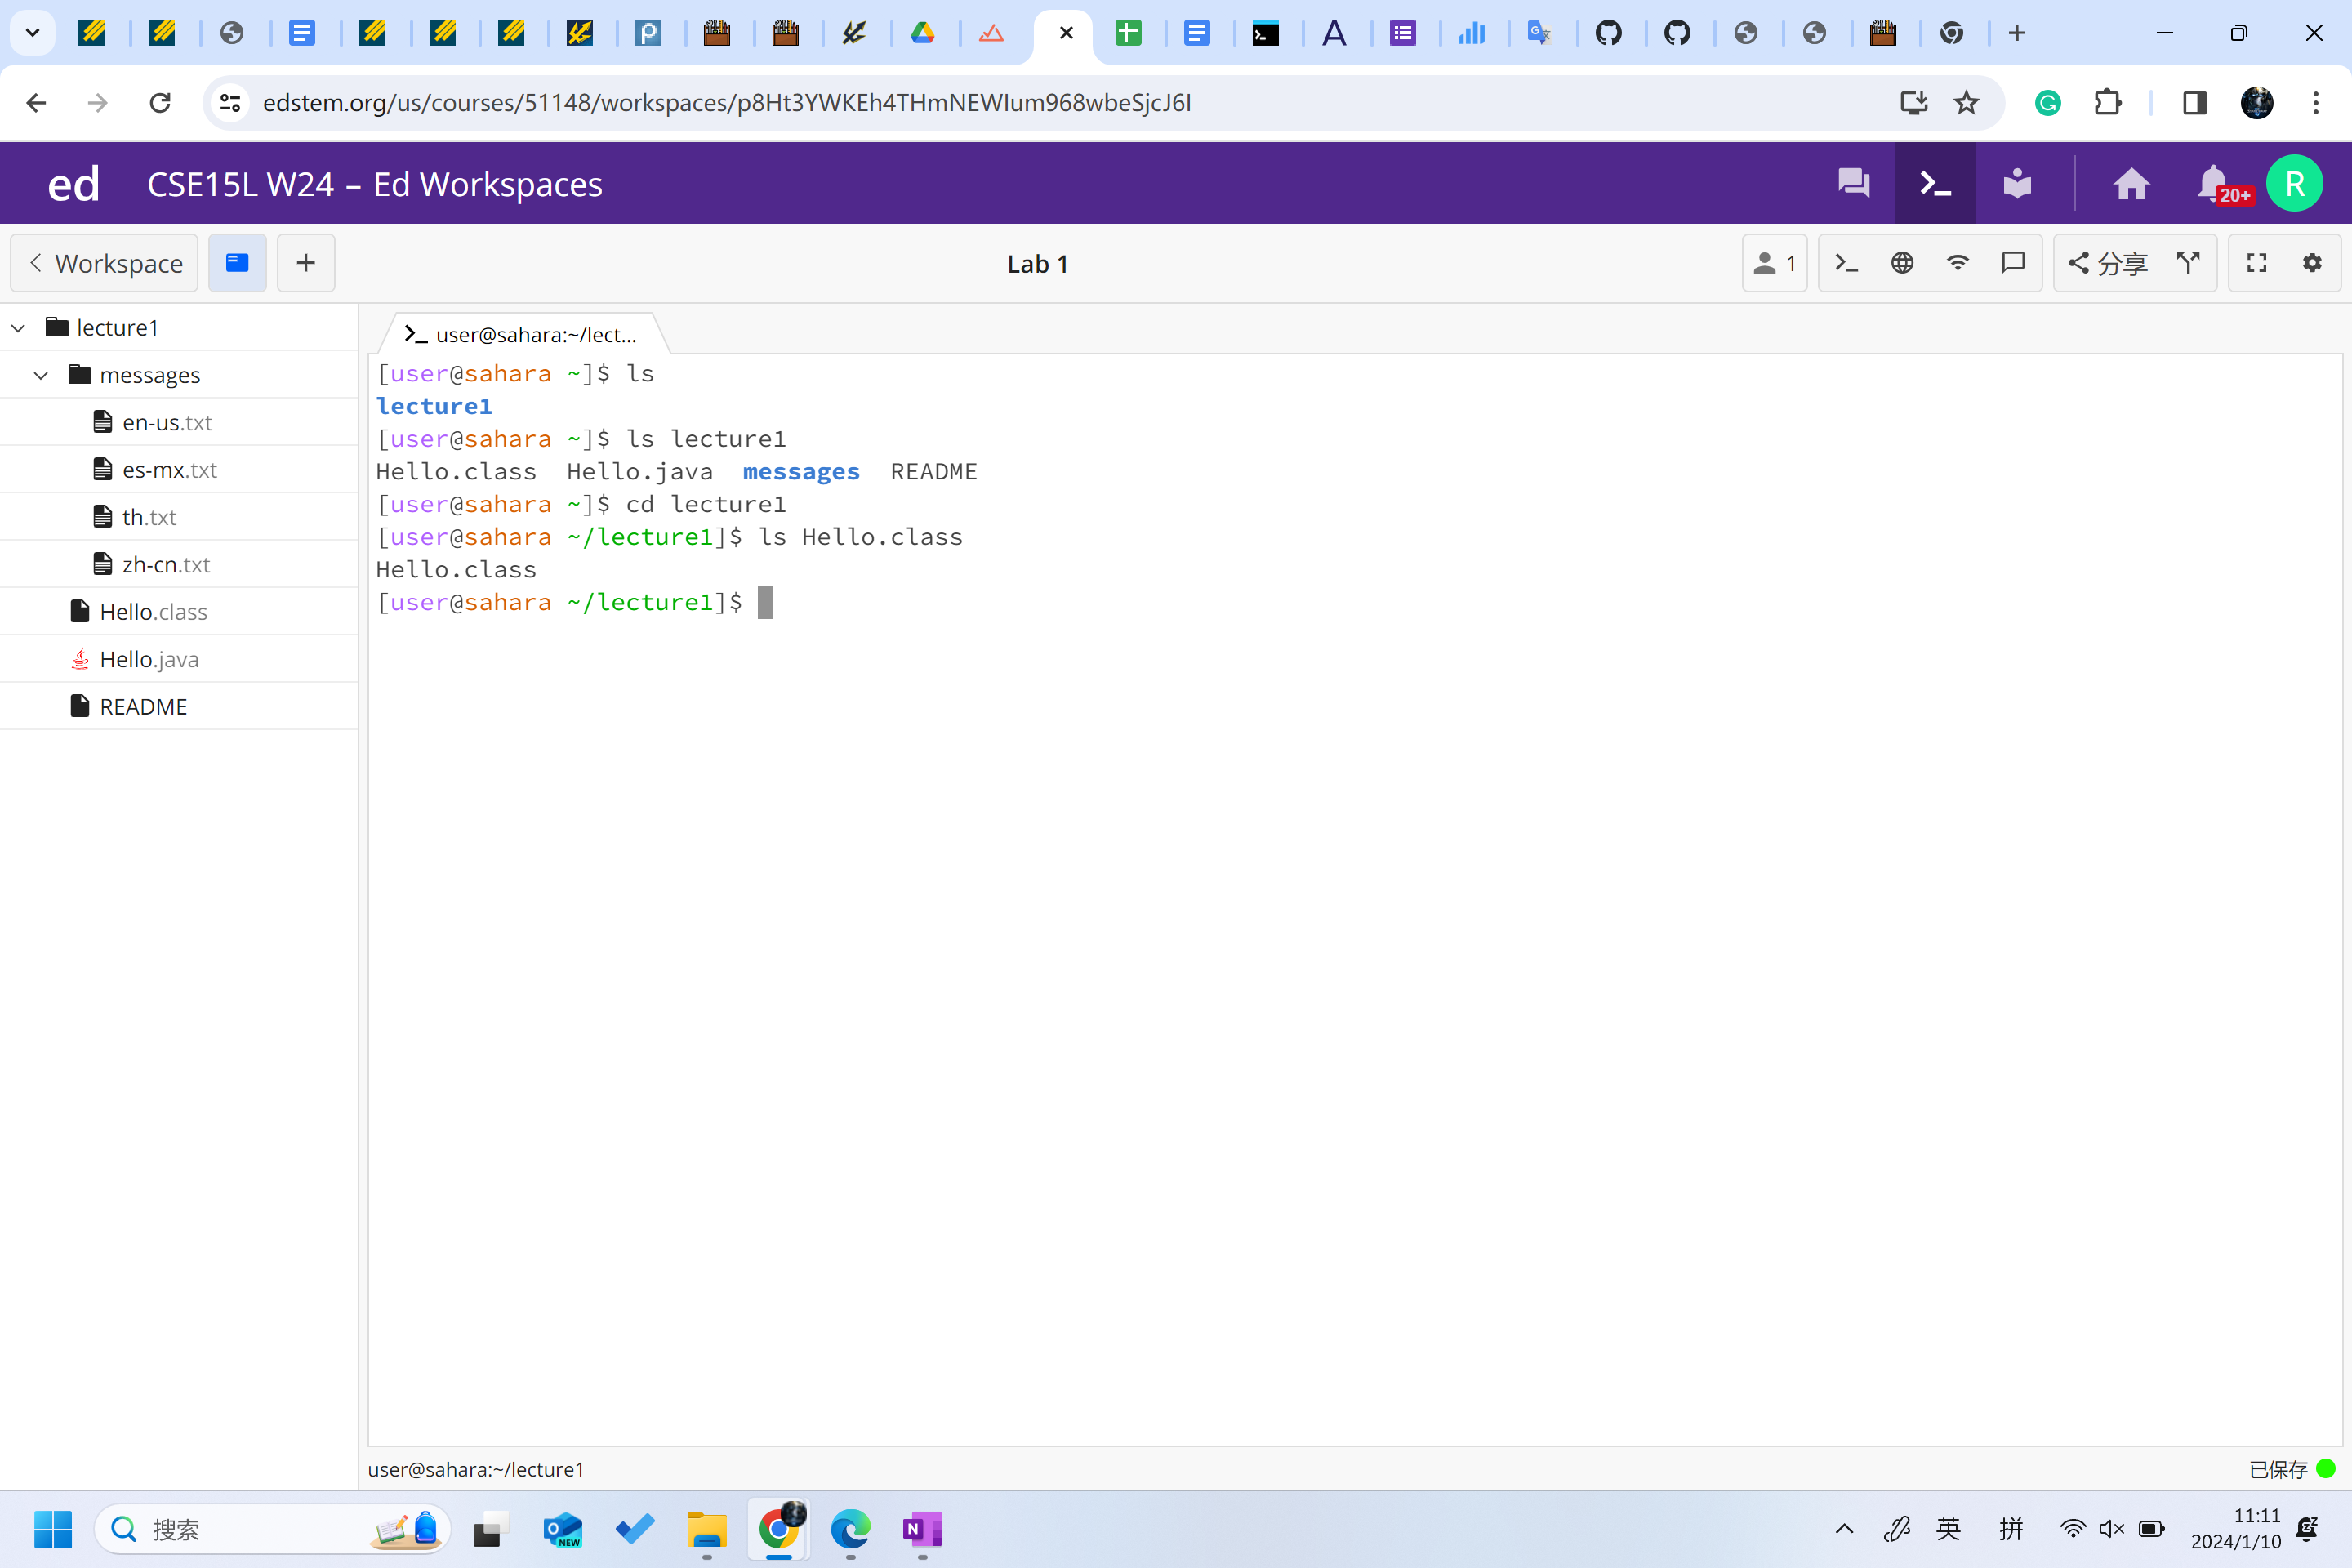 edstem.org/us/courses/51148/workspaces/p8Ht3YWKEh4THmNEWIum968wbeSjcJ6I
ed CSE15L W24 – Ed Workspaces 20+ R
Workspace Lab 1 1 分享
lecture1
messages
en-us.txt
es-mx.txt
th.txt
zh-cn.txt
Hello.class
Hello.java
README
user@sahara:~/lect...
[user@sahara ~]$ ls
lecture1
[user@sahara ~]$ ls lecture1
Hello.class Hello.java messages README
[user@sahara ~]$ cd lecture1
[user@sahara ~/lecture1]$ ls Hello.class
Hello.class
[user@sahara ~/lecture1]$
user@sahara:~/lecture1 已保存
搜索 NEW 英 拼 11:11
2024/1/10